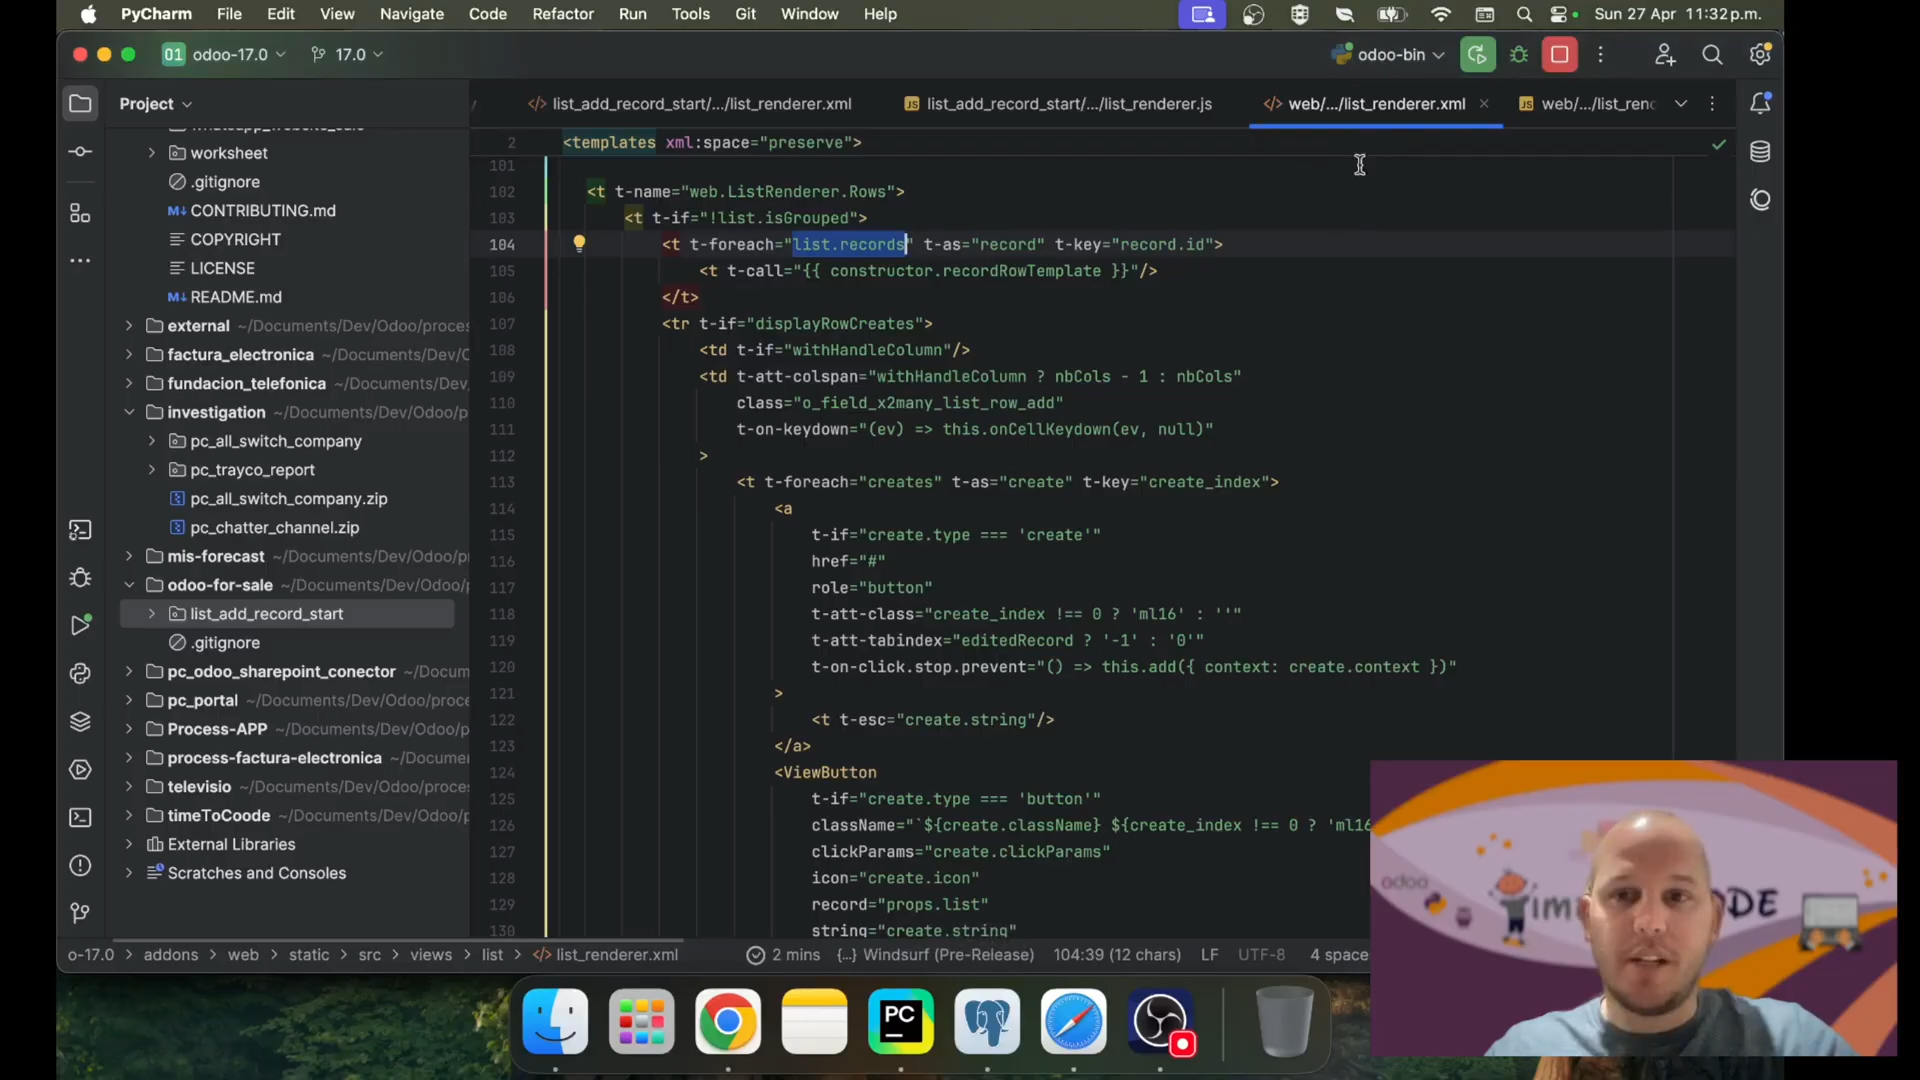 PyCharm File Edit View Navigate Code Refactor Run Tools Git Window Help Sun 27 Apr 11:32 p.m.
01 odoo-17.0 17.0 odoo-bin
Project
list_add_record_start/.../list_renderer.xml list_add_record_start/.../list_renderer.js web/.../list_renderer.xml web/.../list_ren
2 <templates xml:space="preserve">
worksheet
.gitignore
CONTRIBUTING.md
COPYRIGHT
LICENSE
README.md
external ~/Documents/Dev/Odoo/proces
factura_electronica ~/Documents/Dev/O
fundacion_telefonica ~/Documents/Dev,
investigation ~/Documents/Dev/Odoo/p
pc_all_switch_company
pc_trayco_report
pc_all_switch_company.zip
pc_chatter_channel.zip
mis-forecast ~/Documents/Dev/Odoo/pr
odoo-for-sale ~/Documents/Dev/Odoo/p
list_add_record_start
.gitignore
pc_odoo_sharepoint_conector ~/Docum
pc_portal ~/Documents/Dev/Odoo/proce
Process-APP ~/Documents/Dev/Odoo/p
process-factura-electronica ~/Documer
televisio ~/Documents/Dev/Odoo/proce
timeToCoode ~/Documents/Dev/Odoo/p
External Libraries
Scratches and Consoles
101
102 <t t-name="web.ListRenderer.Rows">
103 <t t-if="!list.isGrouped">
104 <t t-foreach="list.records" t-as="record" t-key="record.id">
105 <t t-call="{{ constructor.recordRowTemplate }}"/>
106 </t>
107 <tr t-if="displayRowCreates">
108 <td t-if="withHandleColumn"/>
109 <td t-att-colspan="withHandleColumn ? nbCols - 1 : nbCols"
110 class="o_field_x2many_list_row_add"
111 t-on-keydown="(ev) => this.onCellKeydown(ev, null)"
112 >
113 <t t-foreach="creates" t-as="create" t-key="create_index">
114 <a
115 t-if="create.type === 'create'"
116 href="#"
117 role="button"
118 t-att-class="create_index !== 0 ? 'ml16' : ''"
119 t-att-tabindex="editedRecord ? '-1' : '0'"
120 t-on-click.stop.prevent="() => this.add({ context: create.context })"
121 >
122 <t t-esc="create.string"/>
123 </a>
124 <ViewButton
125 t-if="create.type === 'button'"
126 className="`${create.className} ${create_index !== 0 ? 'ml16
127 clickParams="create.clickParams"
128 icon="create.icon"
129 record="props.list"
130 string="create.string"
o-17.0 > addons > web > static > src > views > list > list_renderer.xml 2 mins {...} Windsurf (Pre-Release) 104:39 (12 chars) LF UTF-8 4 space
odoo
DE
PC